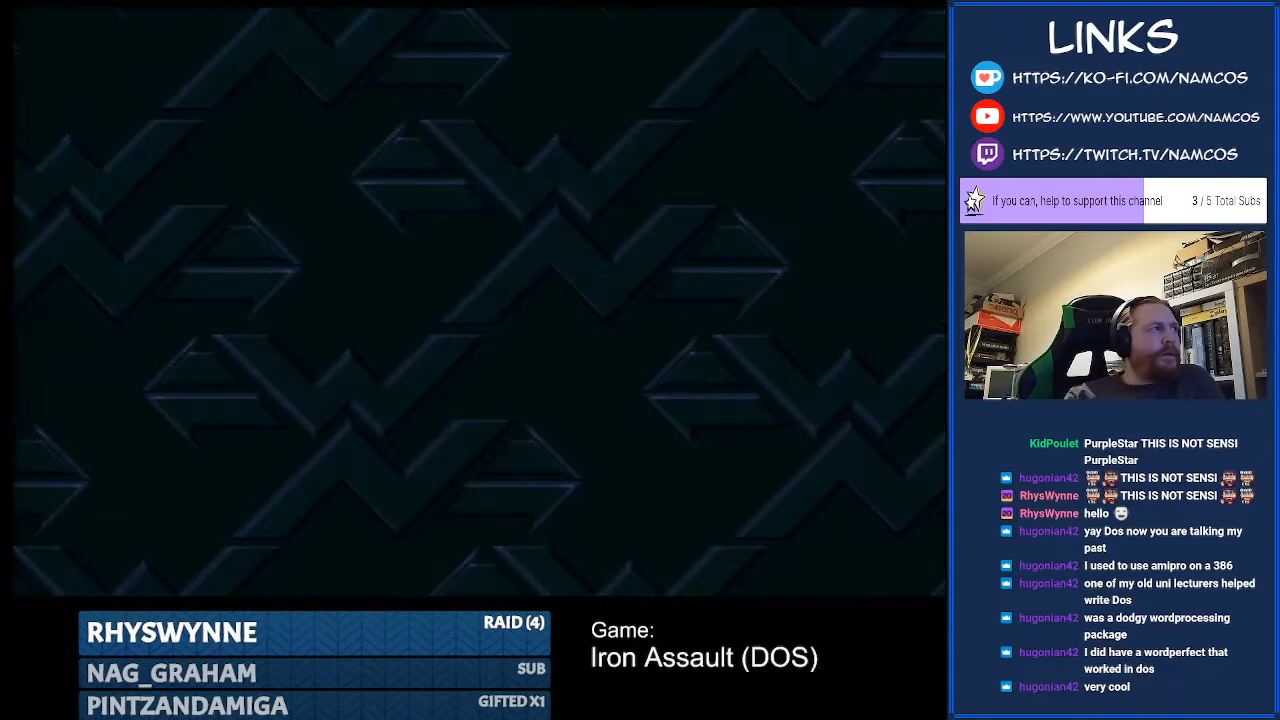 LINKS
HTTPS://KO-FI.COM/NAMCOS
HTTPS://WWW.YOUTUBE.COM/NAMCOS
HTTPS://TWITCH.TV/NAMCOS
If you can, help to support this channel 3 / 5 Total Subs
KidPoulet PurpleStar THIS IS NOT SENSI
PurpleStar
hugonian42 THIS IS NOT SENSI
RhysWynne THIS IS NOT SENSI
RhysWynne hello
hugonian42 yay Dos now you are talking my
past
hugonian42 I used to use amipro on a 386
hugonian42 one of my old uni lecturers helped
write Dos
hugonian42 was a dodgy wordprocessing
package
hugonian42 I did have a wordperfect that
worked in dos
hugonian42 very cool
RHYSWYNNE RAID (4)
NAG_GRAHAM SUB
PINTZANDAMIGA GIFTED X1
Game:
Iron Assault (DOS)